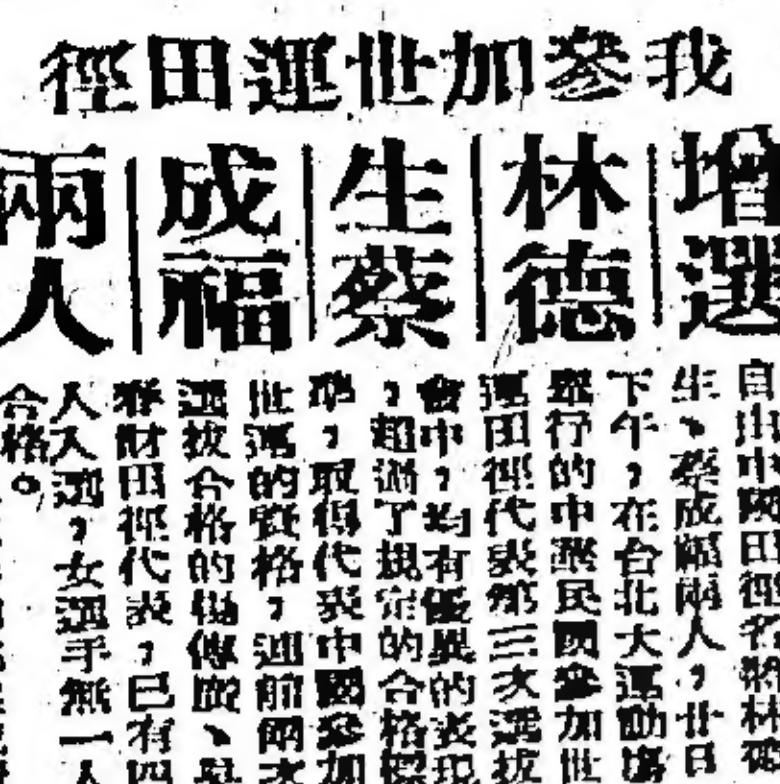 我參加世運田徑
增選
林德
生蔡
成福
兩人
自由中國田徑名將林德
生、蔡成福兩人，廿日
下午，在台北大運動場
舉行的中華民國參加世
運田徑代表第三次選拔
會中，均有優異的表現
，超過了規定的合格標
準，取得代表中國參加
世運的資格，連前兩次
選拔合格的楊傳廣、吳
春財田徑代表，已有四
人入選，女選手無一人
合格。